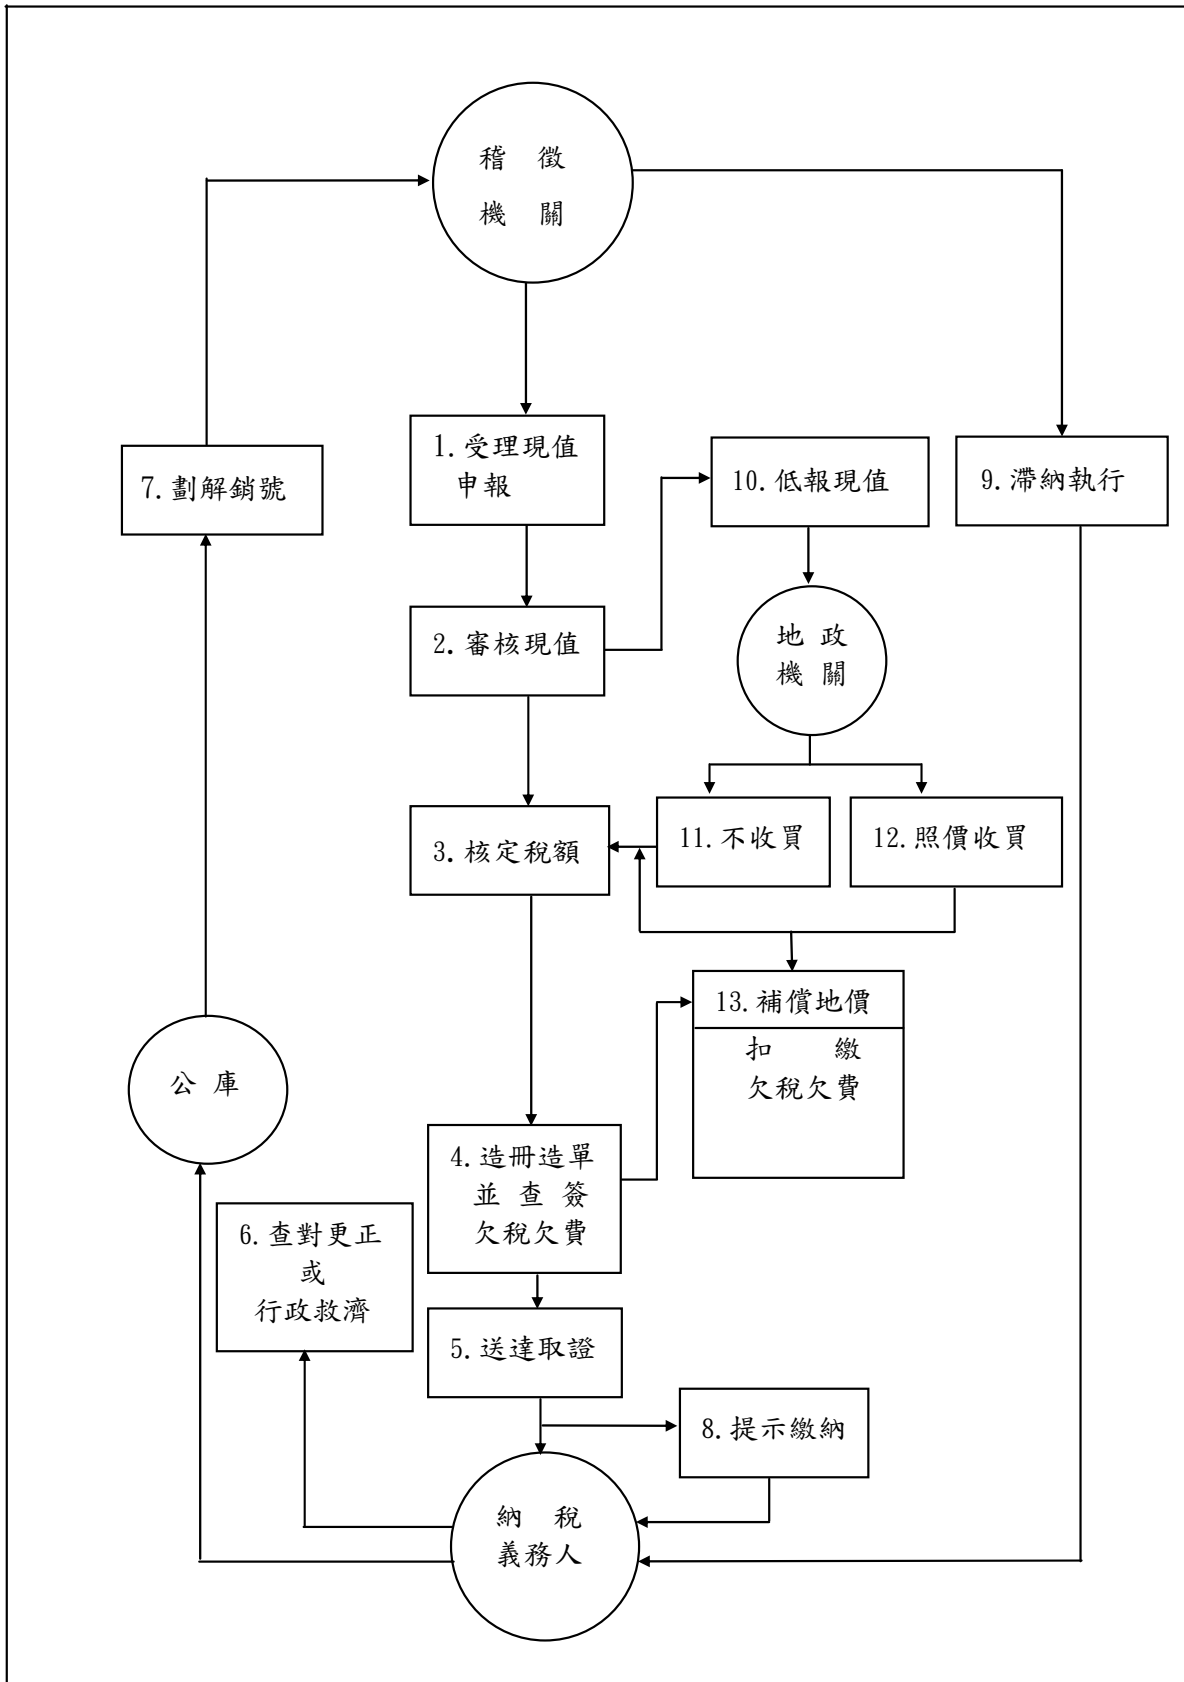 稽 徵
機 關
1.受理現值
申報
10.低報現值
9.滯納執行
7.劃解銷號
2.審核現值
地 政
機 關
3.核定稅額
11.不收買
12.照價收買
13.補償地價
扣 繳
欠稅欠費
公 庫
4.造冊造單
並 查 簽
欠稅欠費
6.查對更正
或
行政救濟
5.送達取證
8.提示繳納
納 稅
義務人